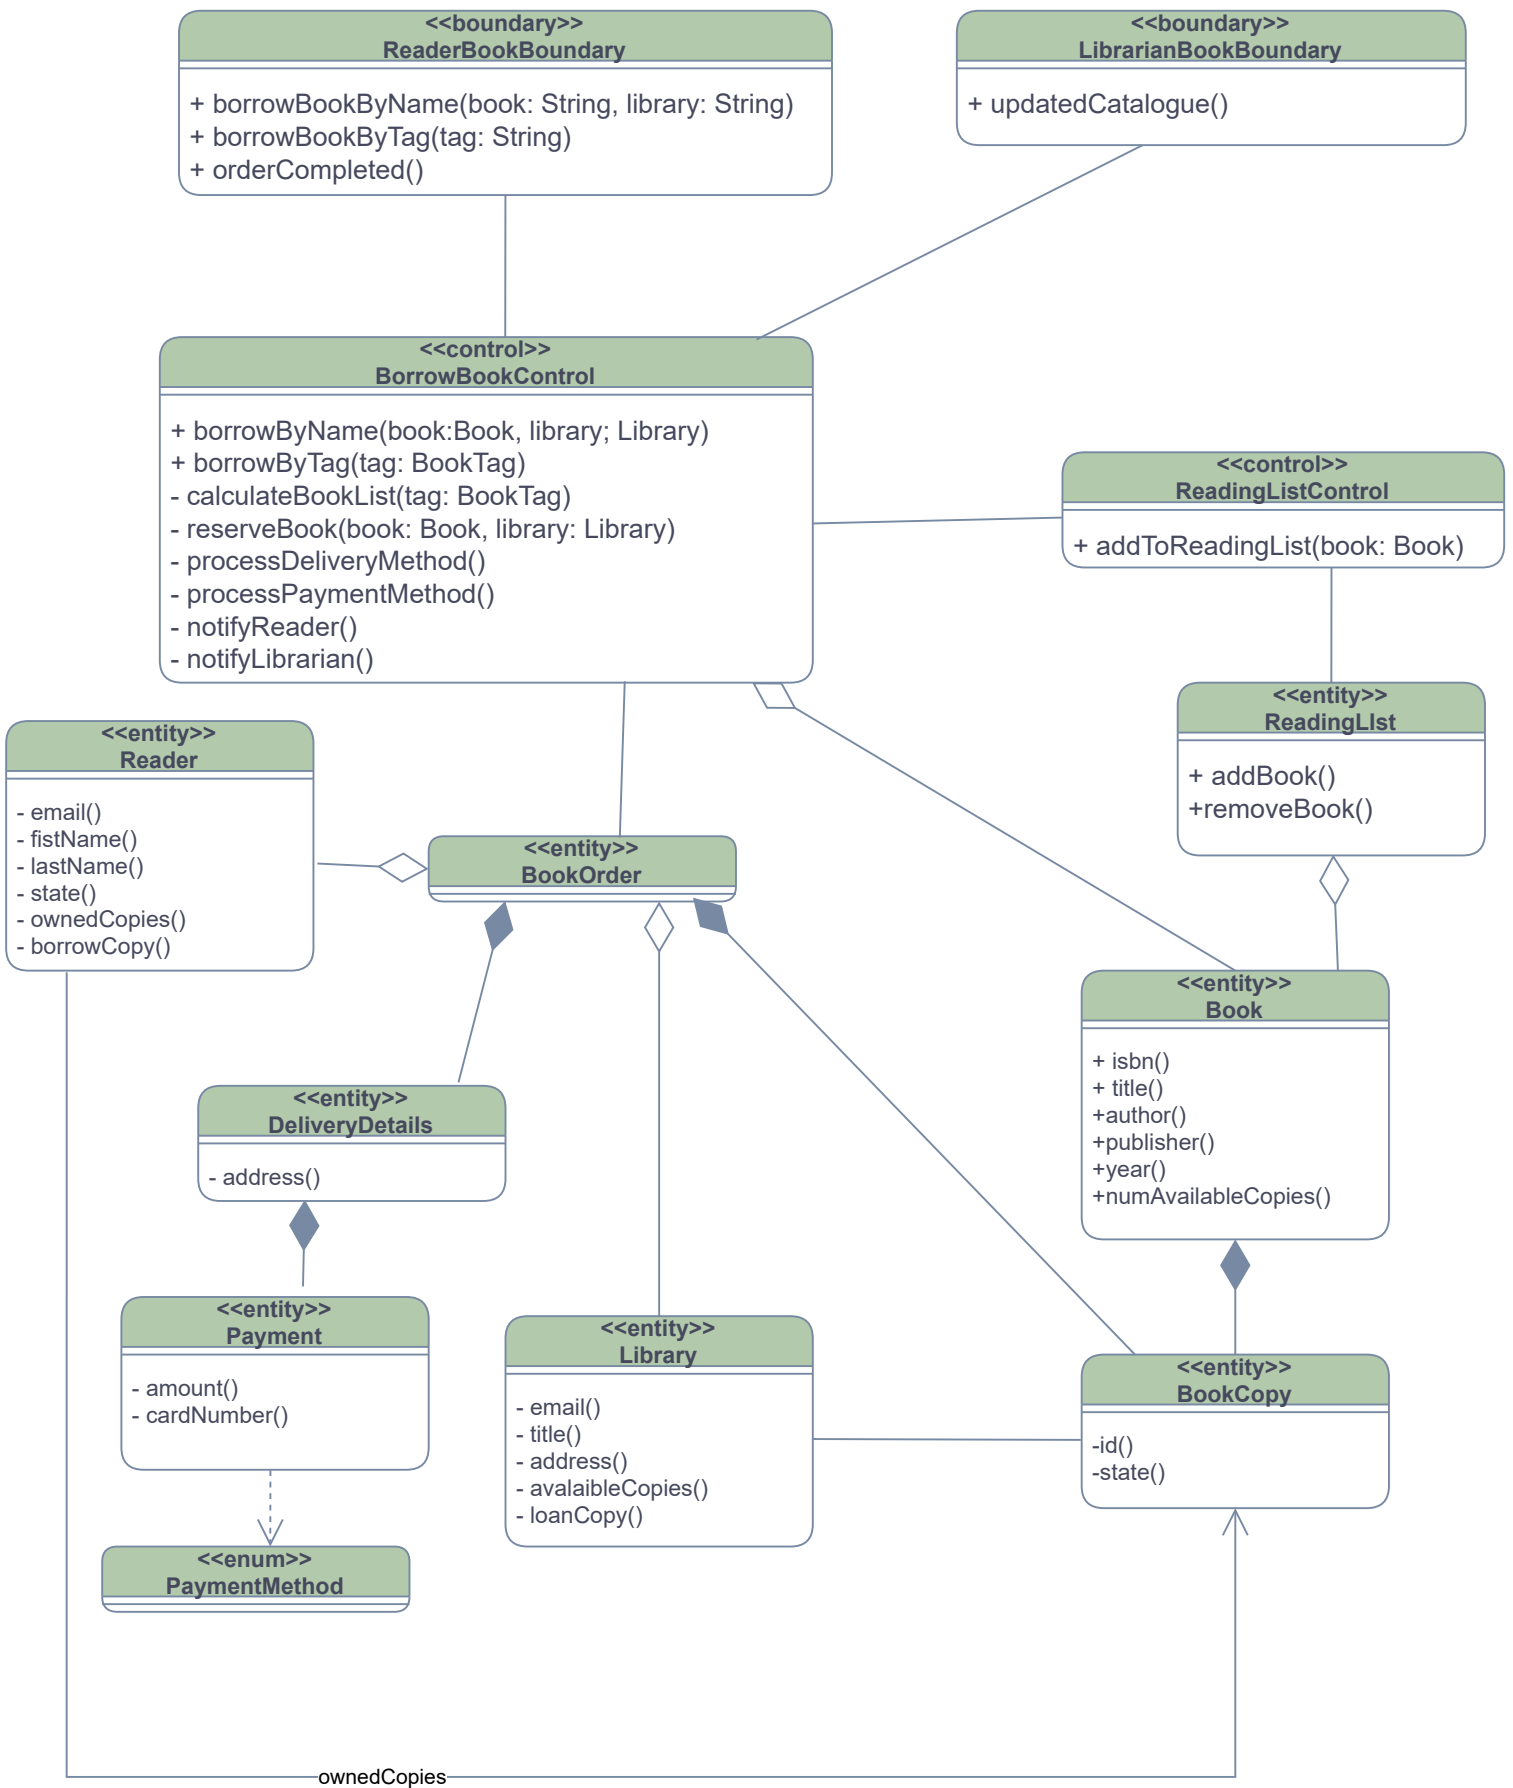 <<boundary>>
ReaderBookBoundary
+ borrowBookByName(book: String, library: String)
+ borrowBookByTag(tag: String)
+ orderCompleted()
<<boundary>>
LibrarianBookBoundary
+ updatedCatalogue()
<<control>>
BorrowBookControl
+ borrowByName(book:Book, library; Library)
+ borrowByTag(tag: BookTag)
- calculateBookList(tag: BookTag)
- reserveBook(book: Book, library: Library)
- processDeliveryMethod()
- processPaymentMethod()
- notifyReader()
- notifyLibrarian()
<<control>>
ReadingListControl
+ addToReadingList(book: Book)
<<entity>>
ReadingLIst
+ addBook()
+removeBook()
<<entity>>
Reader
- email()
- fistName()
- lastName()
- state()
- ownedCopies()
- borrowCopy()
<<entity>>
BookOrder
<<entity>>
Book
+ isbn()
+ title()
+author()
+publisher()
+year()
+numAvailableCopies()
<<entity>>
DeliveryDetails
- address()
<<entity>>
Payment
- amount()
- cardNumber()
<<entity>>
Library
- email()
- title()
- address()
- avalaibleCopies()
- loanCopy()
<<entity>>
BookCopy
-id()
-state()
<<enum>>
PaymentMethod
ownedCopies